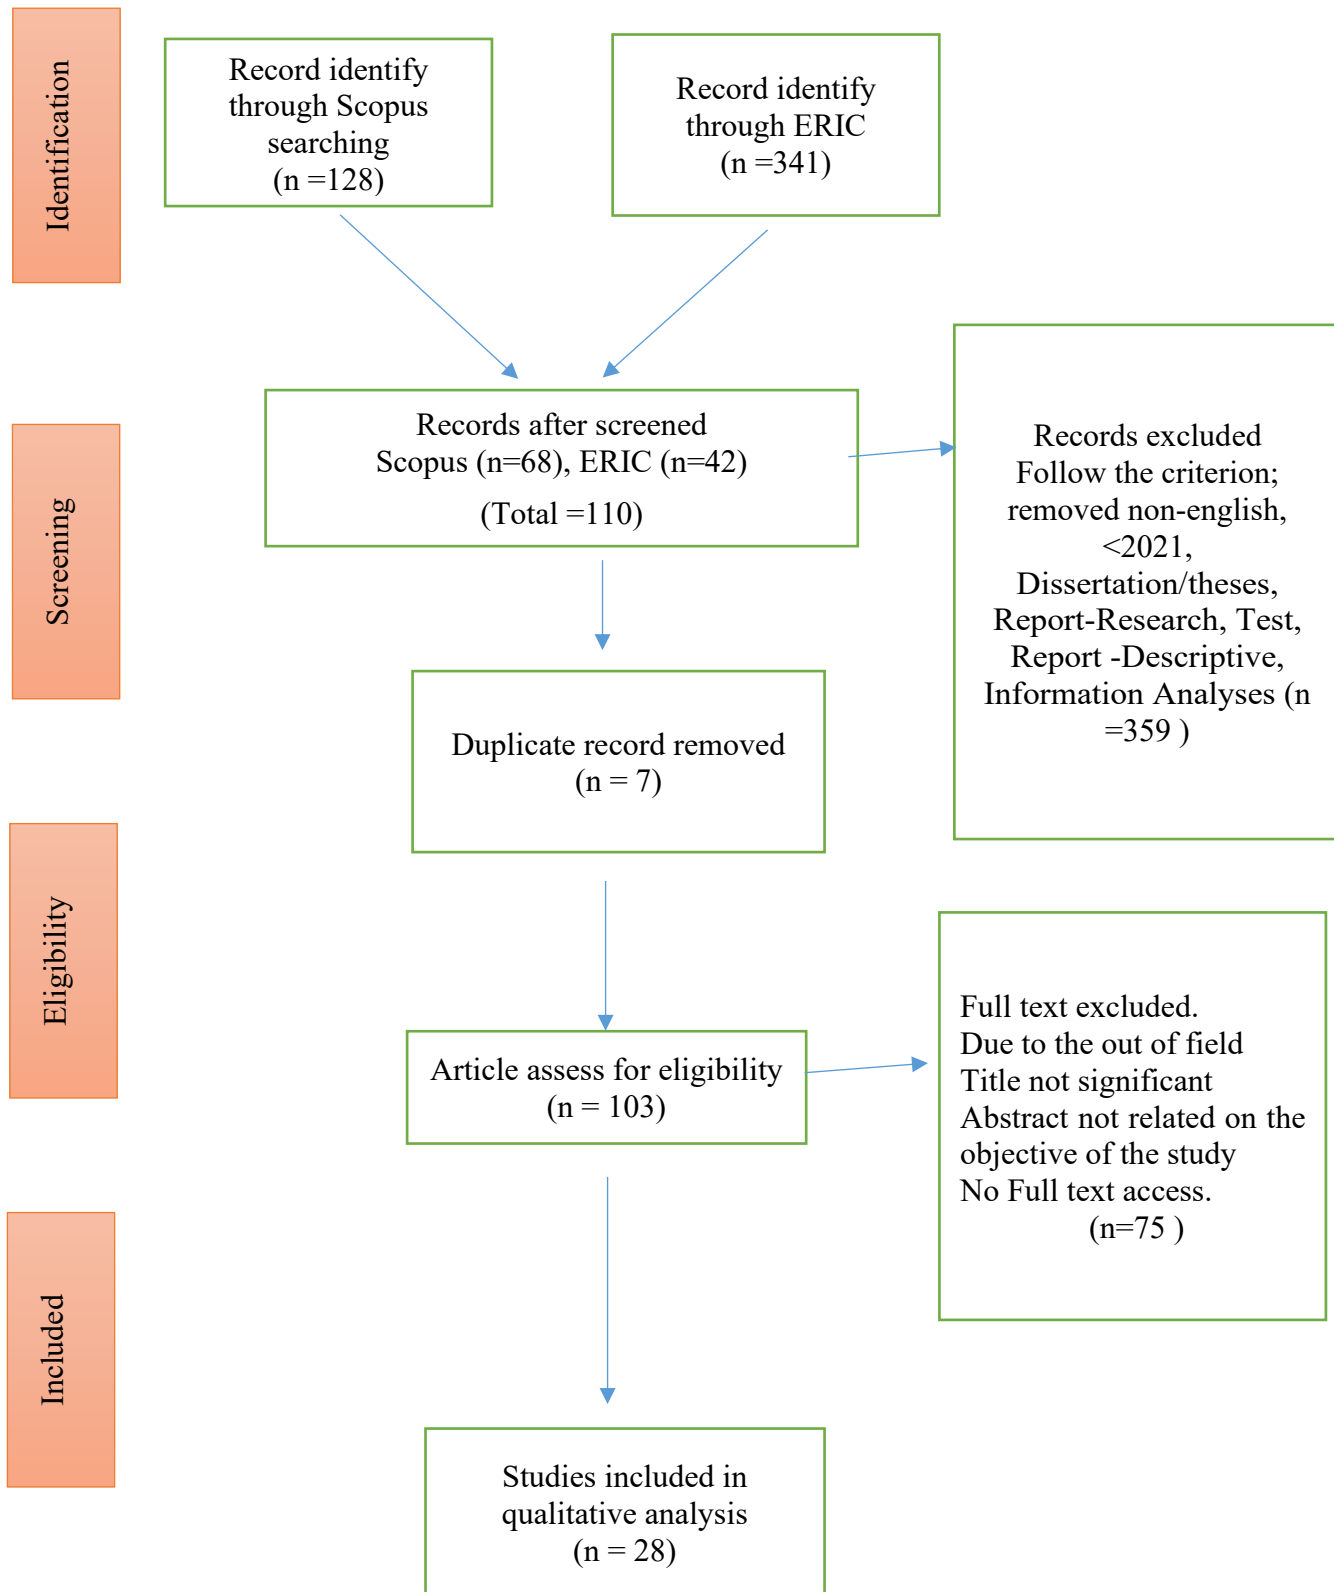 Identification
Record identify
through Scopus
searching
(n =128)
Record identify
through ERIC
(n =341)
Screening
Records after screened
Scopus (n=68), ERIC (n=42)
(Total =110)
Records excluded
Follow the criterion;
removed non-english,
<2021,
Dissertation/theses,
Report-Research, Test,
Report -Descriptive,
Information Analyses (n
=359 )
Duplicate record removed
(n = 7)
Eligibility
Article assess for eligibility
(n = 103)
Full text excluded.
Due to the out of field
Title not significant
Abstract not related on the
objective of the study
No Full text access.
(n=75 )
Included
Studies included in
qualitative analysis
(n = 28)